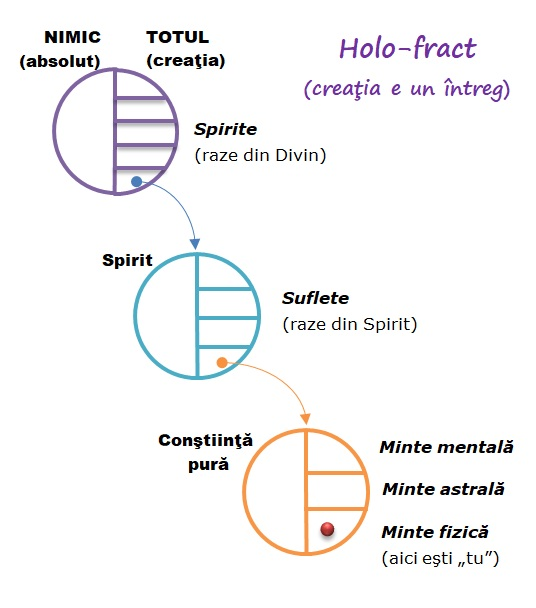 NIMIC
(absolut)
TOTUL
(creaţia)
Holo-fract
(creaţia e un întreg)
Spirite
(raze din Divin)
Spirit
Suflete
(raze din Spirit)
Conştiinţă
pură
Minte mentală
Minte astrală
Minte fizică
(aici eşti „tu”)